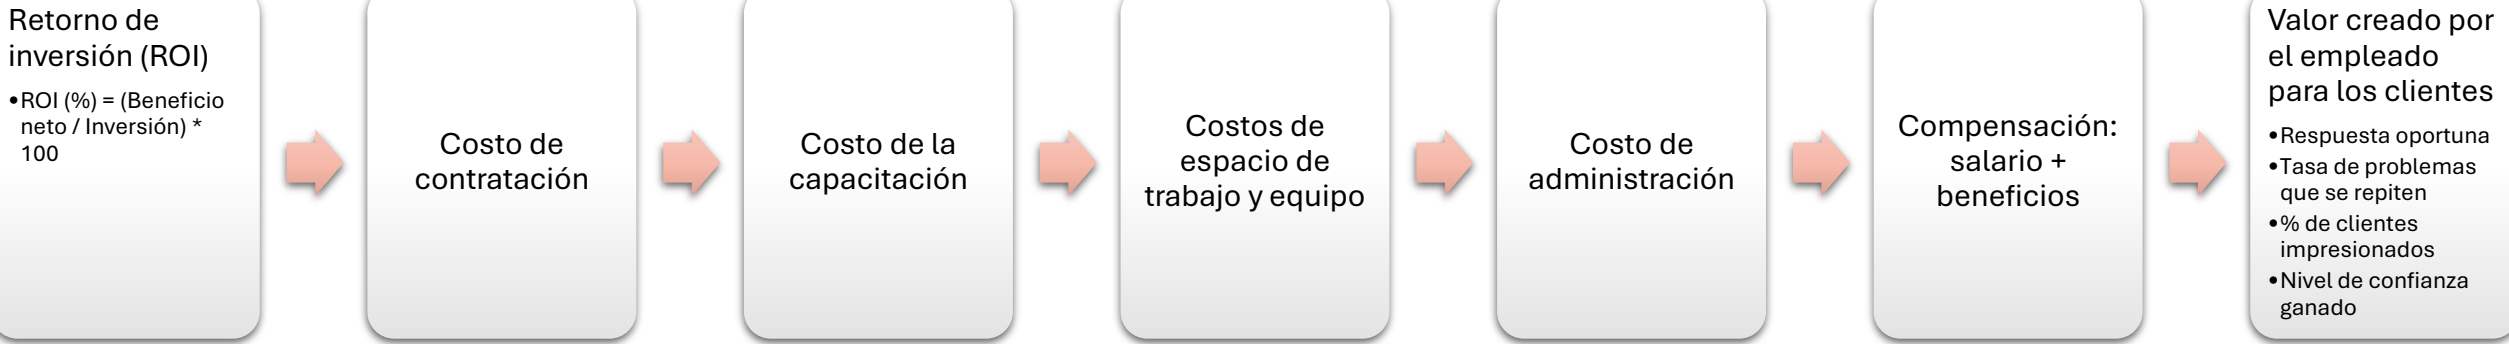 Retorno de
inversión (ROI)
•ROI (%) = (Beneficio
neto / Inversión) *
100
Costo de
contratación
Costo de la
capacitación
Costos de
espacio de
trabajo y equipo
Costo de
administración
Compensación:
salario +
beneficios
Valor creado por
el empleado
para los clientes
•Respuesta oportuna
•Tasa de problemas
que se repiten
•% de clientes
impresionados
•Nivel de confianza
ganado